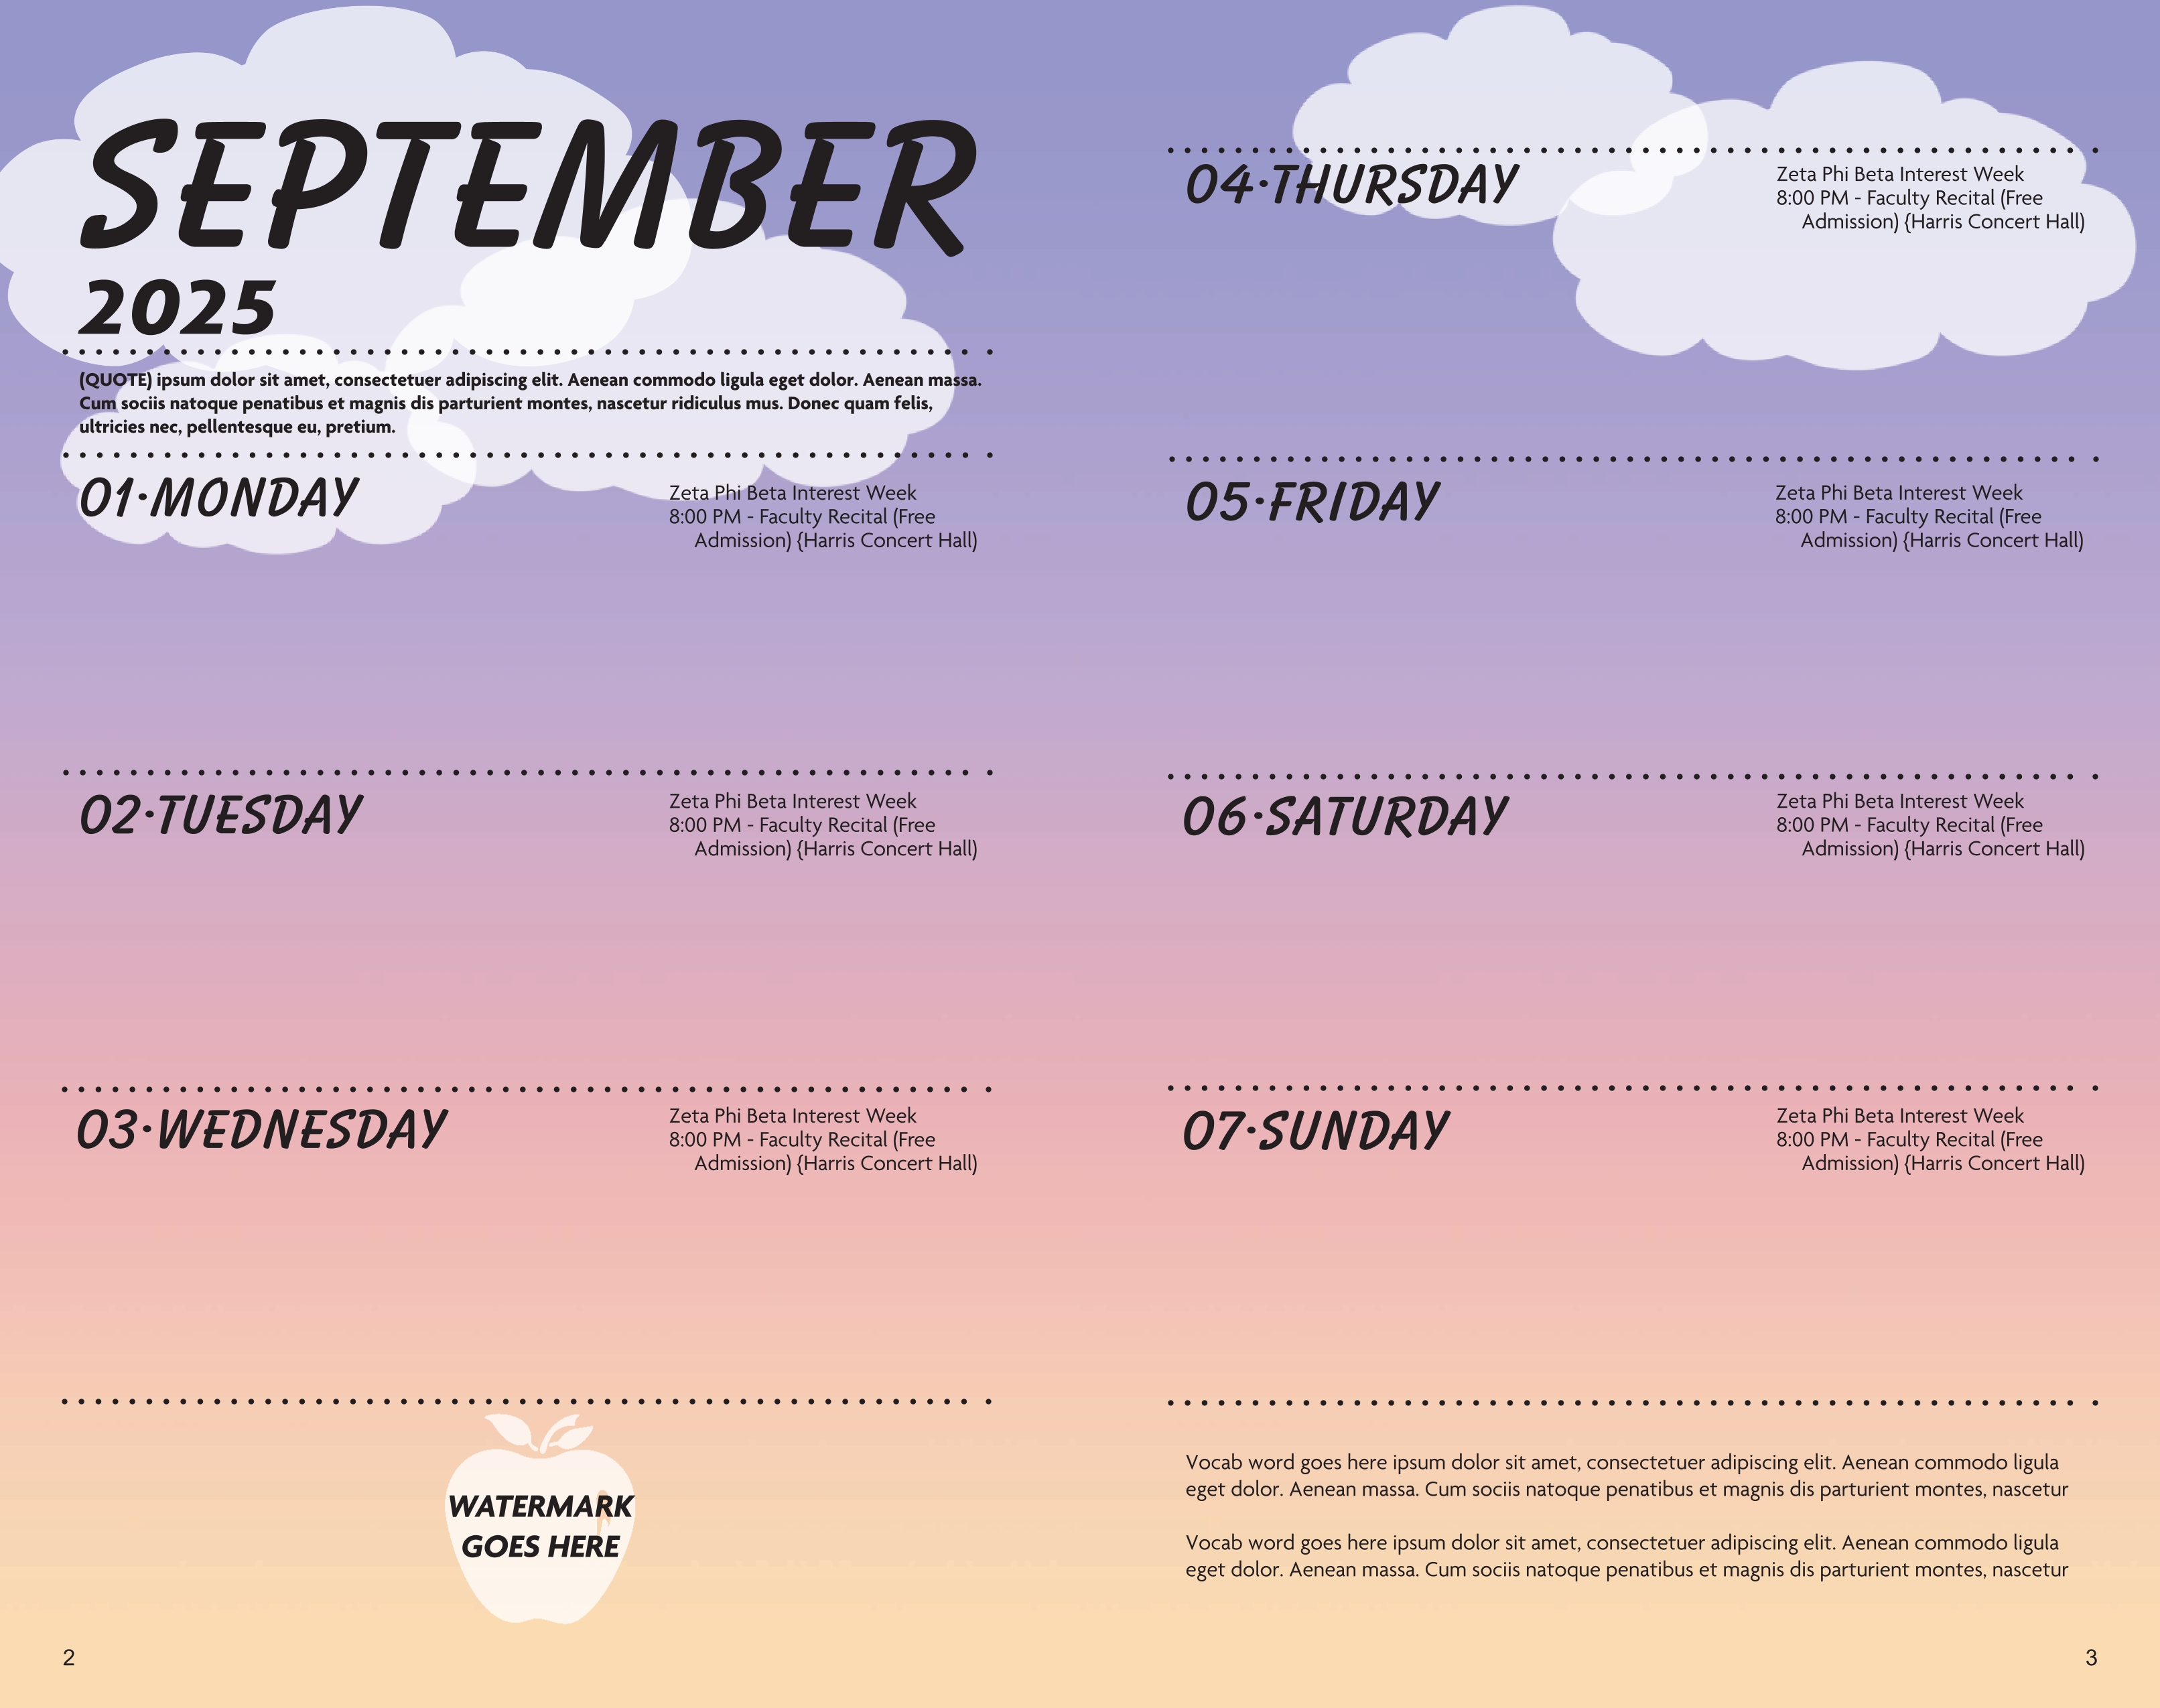 SEPTEMBER
2025
(QUOTE) ipsum dolor sit amet, consectetuer adipiscing elit. Aenean commodo ligula eget dolor. Aenean massa.
Cum sociis natoque penatibus et magnis dis parturient montes, nascetur ridiculus mus. Donec quam felis,
ultricies nec, pellentesque eu, pretium.
01•MONDAY
Zeta Phi Beta Interest Week
8:00 PM - Faculty Recital (Free
Admission) {Harris Concert Hall)
02•TUESDAY
Zeta Phi Beta Interest Week
8:00 PM - Faculty Recital (Free
Admission) {Harris Concert Hall)
03•WEDNESDAY
Zeta Phi Beta Interest Week
8:00 PM - Faculty Recital (Free
Admission) {Harris Concert Hall)
WATERMARK
GOES HERE
2
04•THURSDAY
Zeta Phi Beta Interest Week
8:00 PM - Faculty Recital (Free
Admission) {Harris Concert Hall)
05•FRIDAY
Zeta Phi Beta Interest Week
8:00 PM - Faculty Recital (Free
Admission) {Harris Concert Hall)
06•SATURDAY
Zeta Phi Beta Interest Week
8:00 PM - Faculty Recital (Free
Admission) {Harris Concert Hall)
07•SUNDAY
Zeta Phi Beta Interest Week
8:00 PM - Faculty Recital (Free
Admission) {Harris Concert Hall)
Vocab word goes here ipsum dolor sit amet, consectetuer adipiscing elit. Aenean commodo ligula
eget dolor. Aenean massa. Cum sociis natoque penatibus et magnis dis parturient montes, nascetur
Vocab word goes here ipsum dolor sit amet, consectetuer adipiscing elit. Aenean commodo ligula
eget dolor. Aenean massa. Cum sociis natoque penatibus et magnis dis parturient montes, nascetur
3